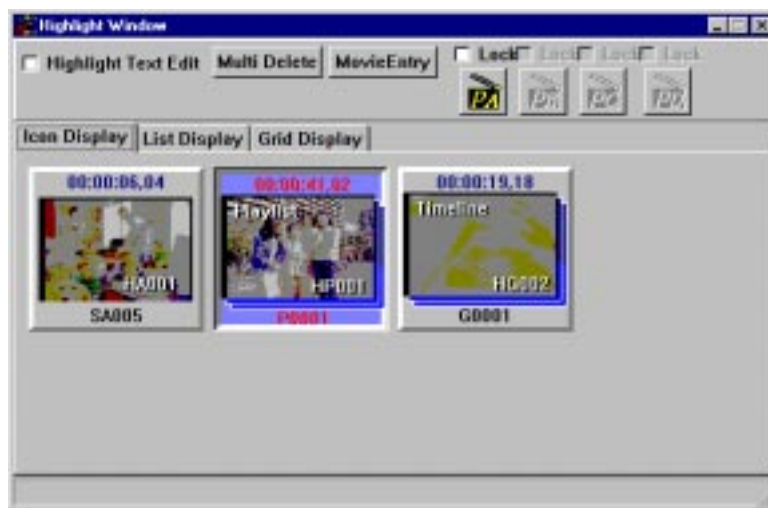 Highlight Window
Highlight Text Edit Multi Delete MovieEntry Lock Lock Lock Lock
PA
Icon Display List Display Grid Display
00:00:06,04 00:00:41,02 00:00:19,18
Playlist Timeline
HA001 HP001 HG002
SA005 P0001 G0001